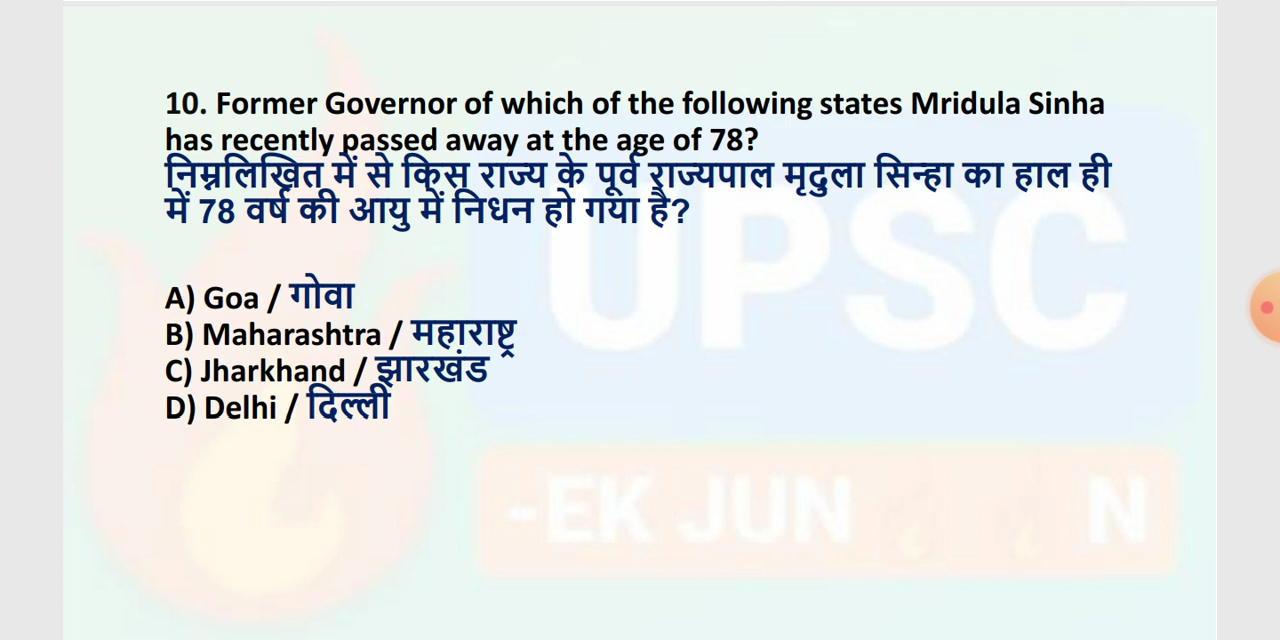 10. Former Governor of which of the following states Mridula Sinha
has recently passed away at the age of 78?
निम्नलिखित में से किस राज्य के पूर्व राज्यपाल मृदुला सिन्हा का हाल ही
में 78 वर्ष की आयु में निधन हो गया है?
A) Goa / गोवा
B) Maharashtra / महाराष्ट्र
C) Jharkhand / झारखंड
D) Delhi / दिल्ली
UPSC
-EK JUN N